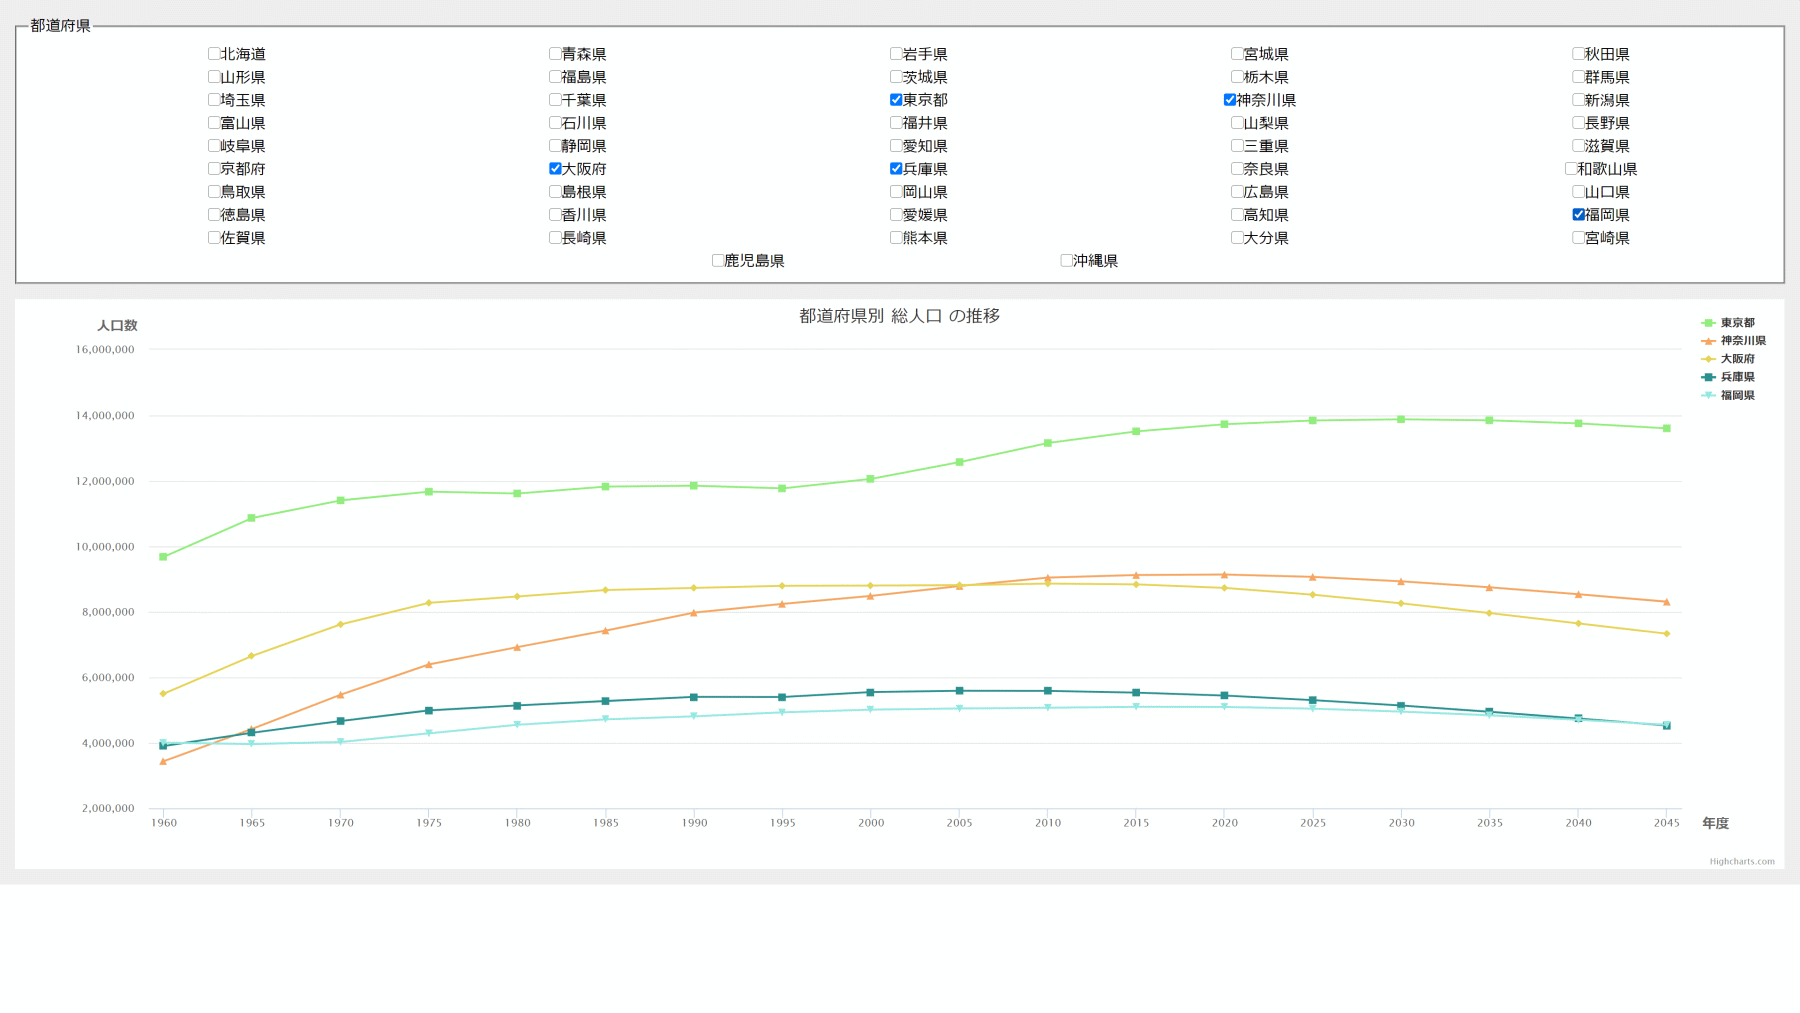 都道府県
北海道 青森県 岩手県 宮城県 秋田県
山形県 福島県 茨城県 栃木県 群馬県
埼玉県 千葉県 東京都 神奈川県 新潟県
富山県 石川県 福井県 山梨県 長野県
岐阜県 静岡県 愛知県 三重県 滋賀県
京都府 大阪府 兵庫県 奈良県 和歌山県
鳥取県 島根県 岡山県 広島県 山口県
徳島県 香川県 愛媛県 高知県 福岡県
佐賀県 長崎県 熊本県 大分県 宮崎県
鹿児島県 沖縄県
都道府県別 総人口 の推移
人口数
16,000,000
14,000,000
12,000,000
10,000,000
8,000,000
6,000,000
4,000,000
2,000,000
1960 1965 1970 1975 1980 1985 1990 1995 2000 2005 2010 2015 2020 2025 2030 2035 2040 2045
年度
東京都
神奈川県
大阪府
兵庫県
福岡県
Highcharts.com